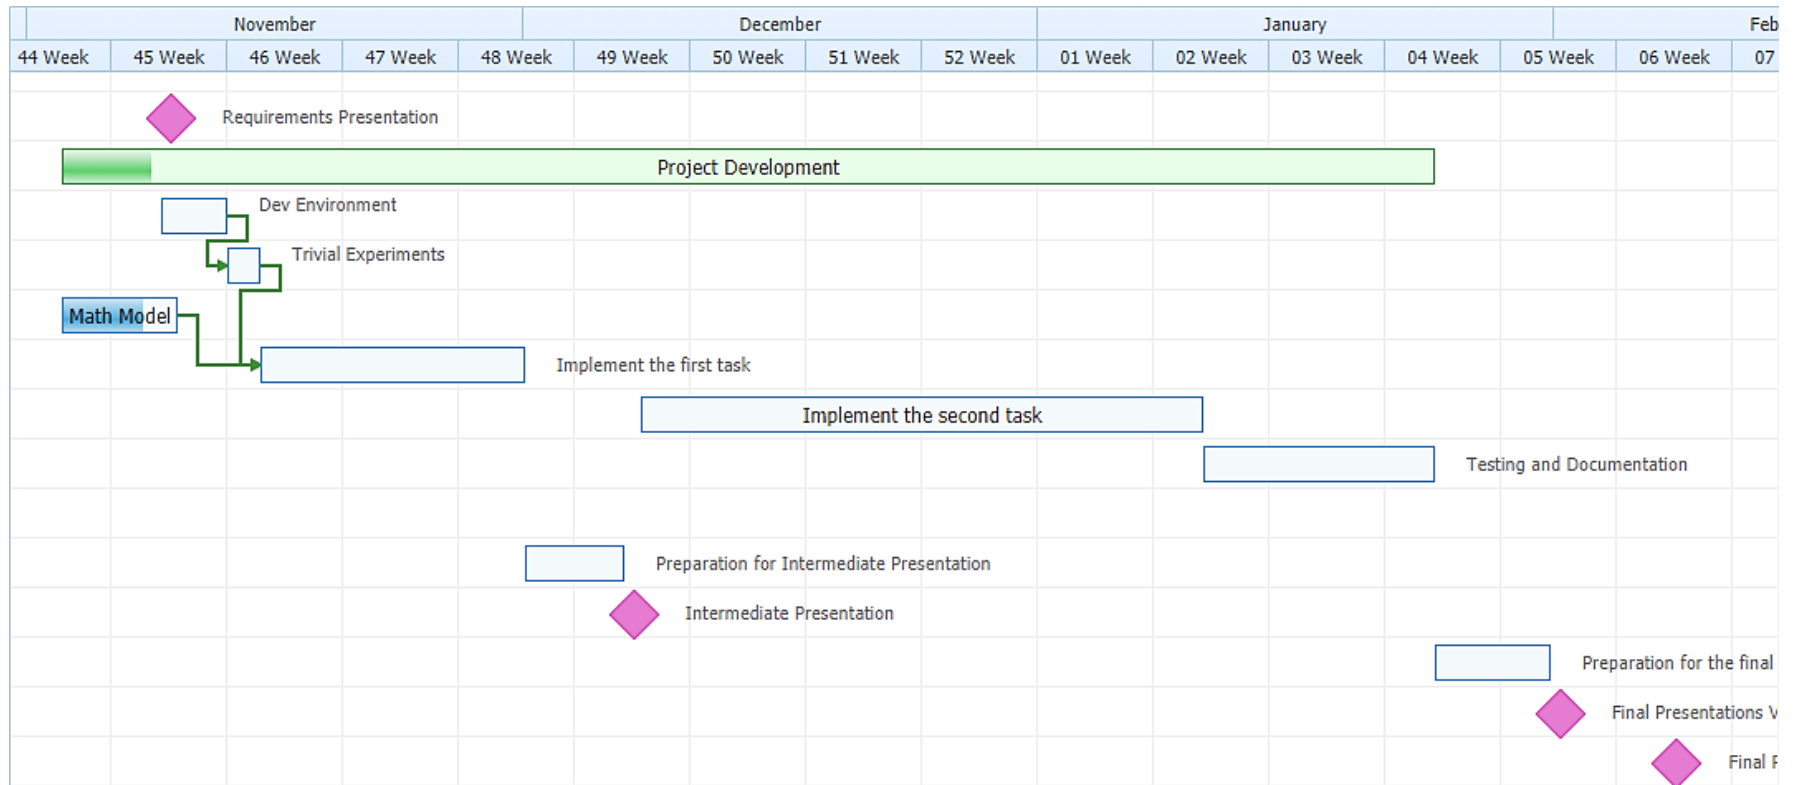 November December January Feb
44 Week 45 Week 46 Week 47 Week 48 Week 49 Week 50 Week 51 Week 52 Week 01 Week 02 Week 03 Week 04 Week 05 Week 06 Week 07
Requirements Presentation
Project Development
Dev Environment
Trivial Experiments
Math Model
Implement the first task
Implement the second task
Testing and Documentation
Preparation for Intermediate Presentation
Intermediate Presentation
Preparation for the final
Final Presentations
Final